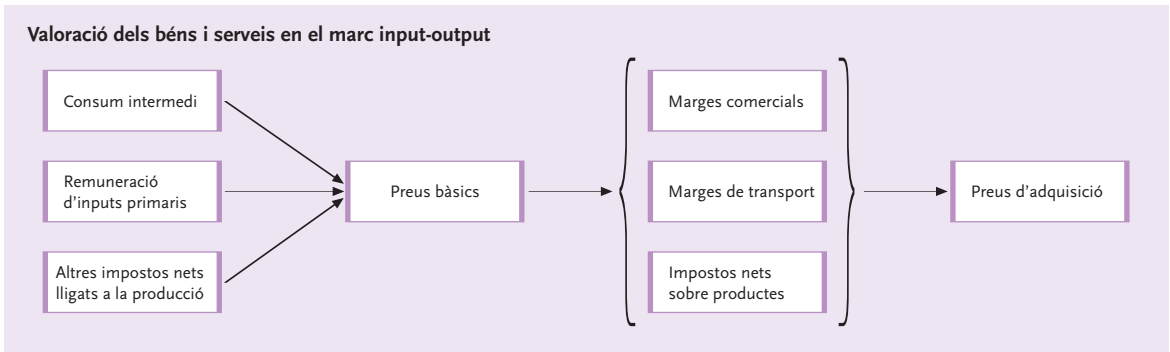 Valoració dels béns i serveis en el marc input-output
Consum intermedi
Remuneració
d'inputs primaris
Altres impostos nets
lligats a la producció
Preus bàsics
Marges comercials
Marges de transport
Impostos nets
sobre productes
Preus d'adquisició